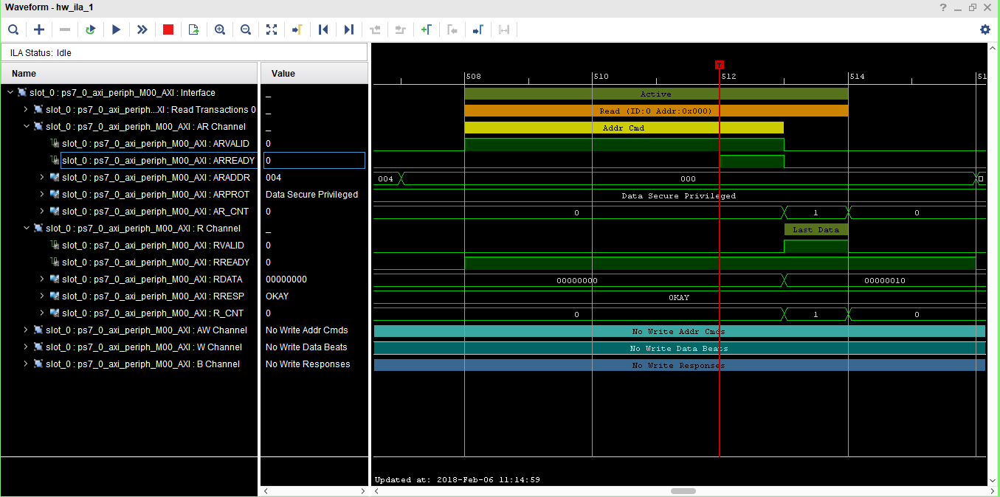 Waveform - hw_ila_1
ILA Status: Idle
Name Value
508 510 512 514 51
slot_0 : ps7_0_axi_periph_M00_AXI : Interface _ Active
slot_0 : ps7_0_axi_periph...XI : Read Transactions 0 _ Read (ID:0 Addr:0x000)
slot_0 : ps7_0_axi_periph_M00_AXI : AR Channel _ Addr Cmd
slot_0 : ps7_0_axi_periph_M00_AXI : ARVALID 0
slot_0 : ps7_0_axi_periph_M00_AXI : ARREADY 0
slot_0 : ps7_0_axi_periph_M00_AXI : ARADDR 004 004 000
slot_0 : ps7_0_axi_periph_M00_AXI : ARPROT Data Secure Privileged Data Secure Privileged
slot_0 : ps7_0_axi_periph_M00_AXI : AR_CNT 0 0 1 0
slot_0 : ps7_0_axi_periph_M00_AXI : R Channel _ Last Data
slot_0 : ps7_0_axi_periph_M00_AXI : RVALID 0
slot_0 : ps7_0_axi_periph_M00_AXI : RREADY 0
slot_0 : ps7_0_axi_periph_M00_AXI : RDATA 00000000 00000000 00000010
slot_0 : ps7_0_axi_periph_M00_AXI : RRESP OKAY OKAY
slot_0 : ps7_0_axi_periph_M00_AXI : R_CNT 0 0 1 0
slot_0 : ps7_0_axi_periph_M00_AXI : AW Channel No Write Addr Cmds No Write Addr Cmds
slot_0 : ps7_0_axi_periph_M00_AXI : W Channel No Write Data Beats No Write Data Beats
slot_0 : ps7_0_axi_periph_M00_AXI : B Channel No Write Responses No Write Responses
Updated at: 2018-Feb-06 11:14:59